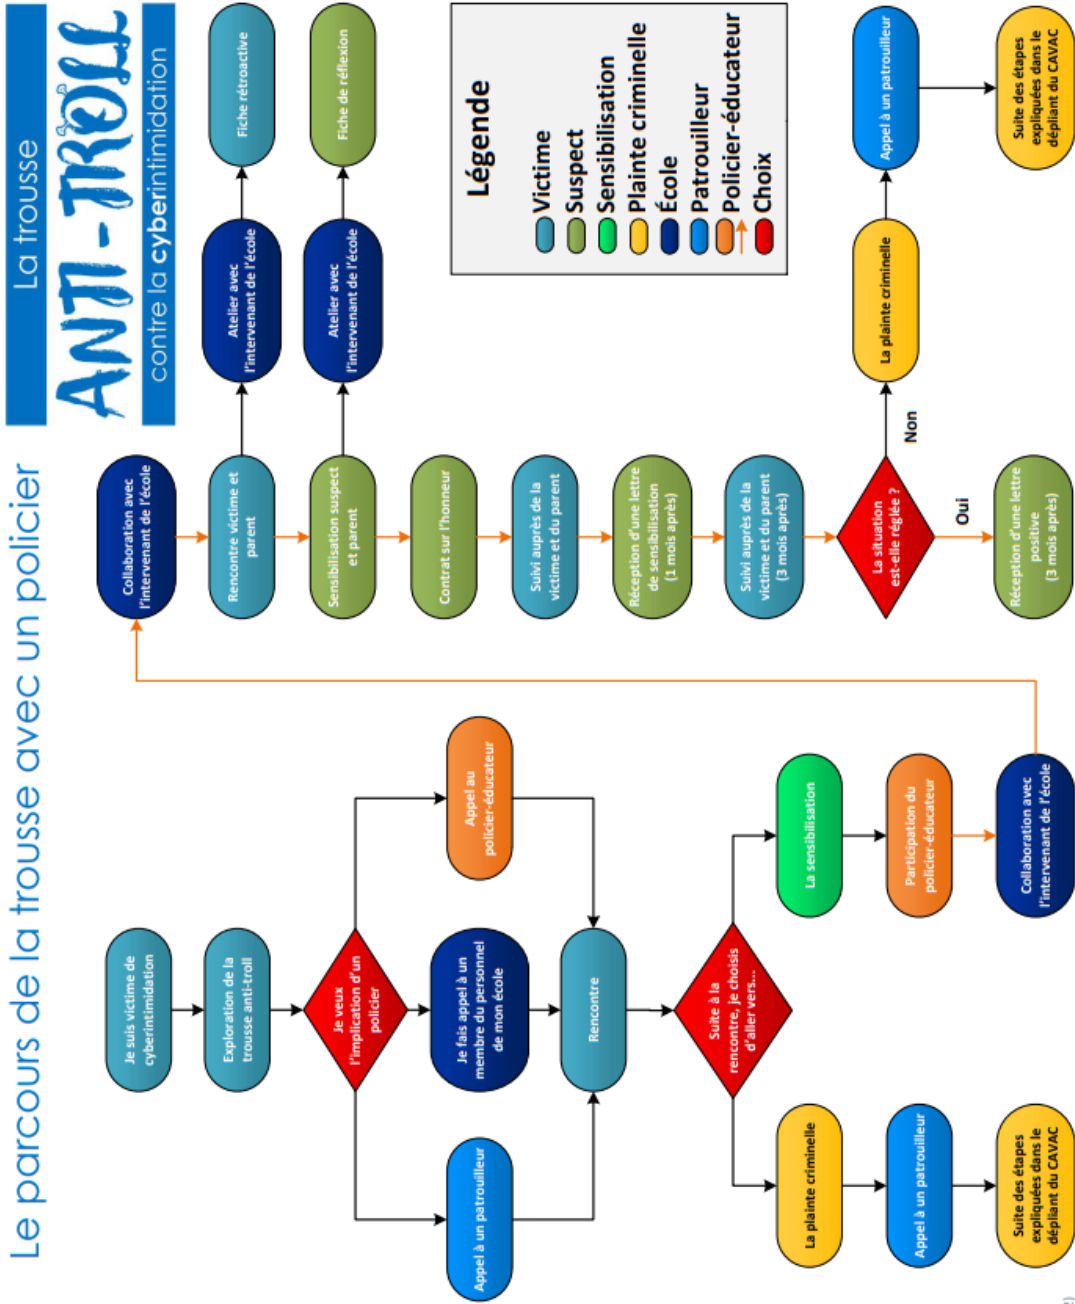 Le parcours de la trousse avec un policier
La trousse
ANTI-TROLL
contre la cyberintimidation
Je suis victime de
cyberintimidation
Exploration de la
trousse anti-troll
Je veux
l'implication d'un
policier
Appel à un patrouilleur
Je fais appel à un
membre du personnel
de mon école
Appel au
policier-éducateur
Rencontre
Suite à la
rencontre, je choisis
d'aller vers...
La plainte criminelle
Appel à un patrouilleur
Suite des étapes
expliquées dans le
dépliant du CAVAC
La sensibilisation
Participation du
policier-éducateur
Collaboration avec
l'intervenant de l'école
Collaboration avec
l'intervenant de l'école
Rencontre victime et
parent
Atelier avec
l'intervenant de l'école
Fiche rétroactive
Sensibilisation suspect
et parent
Atelier avec
l'intervenant de l'école
Fiche de réflexion
Contrat sur l'honneur
Suivi auprès de la
victime et du parent
Réception d'une lettre
de sensibilisation
(1 mois après)
Suivi auprès de la
victime et du parent
(3 mois après)
La situation
est-elle réglée ?
Non
La plainte criminelle
Appel à un patrouilleur
Suite des étapes
expliquées dans le
dépliant du CAVAC
Oui
Réception d'une lettre
positive
(3 mois après)
Légende
Victime
Suspect
Sensibilisation
Plainte criminelle
École
Patrouilleur
Policier-éducateur
Choix